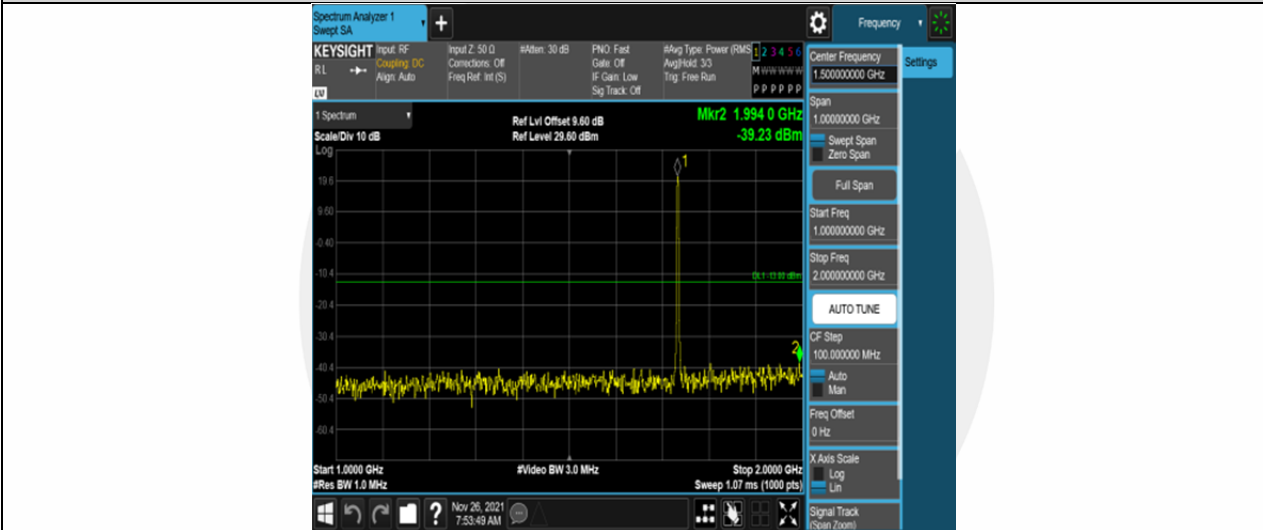 Spectrum Analyzer 1
Swept SA
+
Frequency
KEYSIGHT
RL
LV
Input: RF
Coupling: DC
Align: Auto
Input Z: 50 Ω
Corrections: Off
Freq Ref: Int (S)
#Atten: 30 dB
PNO: Fast
Gate: Off
IF Gain: Low
Sig Track: Off
#Avg Type: Power (RMS
Avg|Hold: 3/3
Trig: Free Run
1 2 3 4 5 6
M W W W W W
P P P P P P
1 Spectrum
Scale/Div 10 dB
Log
Ref Lvl Offset 9.60 dB
Ref Level 29.60 dBm
Mkr2 1.994 0 GHz
-39.23 dBm
1
19.6
9.60
-0.40
-10.4
DL1 -13.00 dBm
-20.4
-30.4
2
-40.4
-50.4
-60.4
Start 1.0000 GHz
#Res BW 1.0 MHz
#Video BW 3.0 MHz
Stop 2.0000 GHz
Sweep 1.07 ms (1000 pts)
?
Nov 26, 2021
7:53:49 AM
Center Frequency
1.500000000 GHz
Span
1.00000000 GHz
Swept Span
Zero Span
Full Span
Start Freq
1.000000000 GHz
Stop Freq
2.000000000 GHz
AUTO TUNE
CF Step
100.000000 MHz
Auto
Man
Freq Offset
0 Hz
X Axis Scale
Log
Lin
Signal Track
(Span Zoom)
Settings